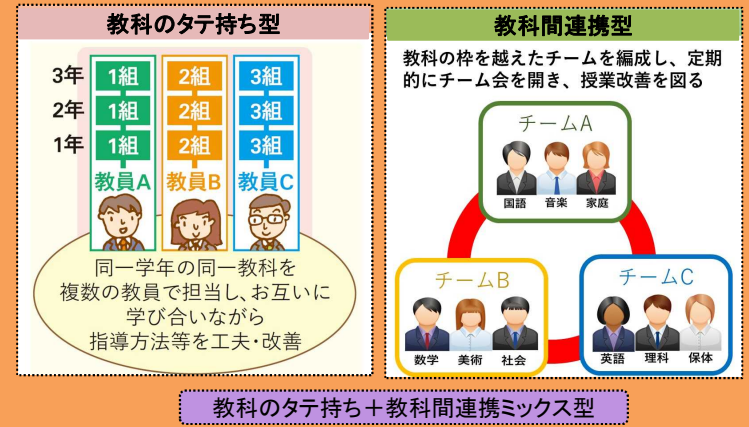 教科のタテ持ち型
3年 1組 2組 3組
2年 1組 2組 3組
1年 1組 2組 3組
教員A 教員B 教員C
同一学年の同一教科を
複数の教員で担当し、お互いに
学び合いながら
指導方法等を工夫・改善
教科間連携型
教科の枠を越えたチームを編成し、定期
的にチーム会を開き、授業改善を図る
チームA
国語 音楽 家庭
チームB
数学 美術 社会
チームC
英語 理科 保体
教科のタテ持ち＋教科間連携ミックス型